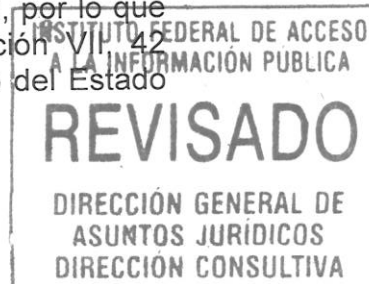 , por lo que
ción VII, 42
del Estado
INSTITUTO FEDERAL DE ACCESO
A LA INFORMACIÓN PÚBLICA
REVISADO
DIRECCIÓN GENERAL DE
ASUNTOS JURÍDICOS
DIRECCIÓN CONSULTIVA